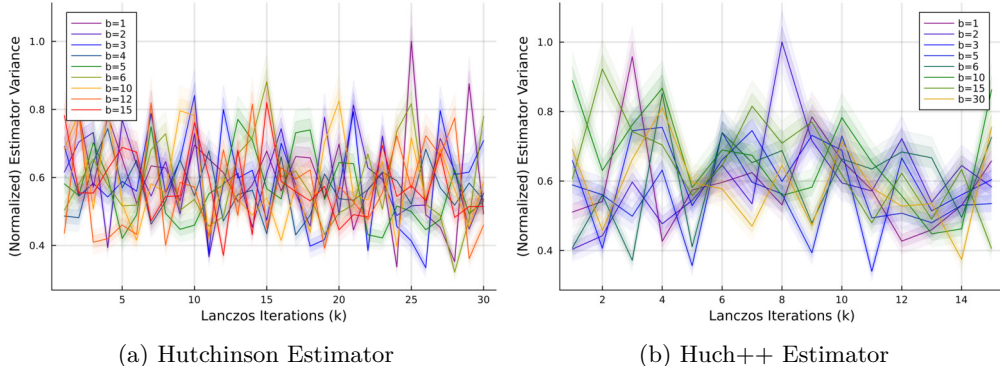 (Normalized) Estimator Variance
1.0
0.8
0.6
0.4
b=1
b=2
b=3
b=4
b=5
b=6
b=10
b=12
b=15
5
10
15
20
25
30
Lanczos Iterations (k)
(a) Hutchinson Estimator
(Normalized) Estimator Variance
1.0
0.8
0.6
0.4
b=1
b=2
b=3
b=5
b=6
b=10
b=15
b=30
2
4
6
8
10
12
14
Lanczos Iterations (k)
(b) Huch++ Estimator